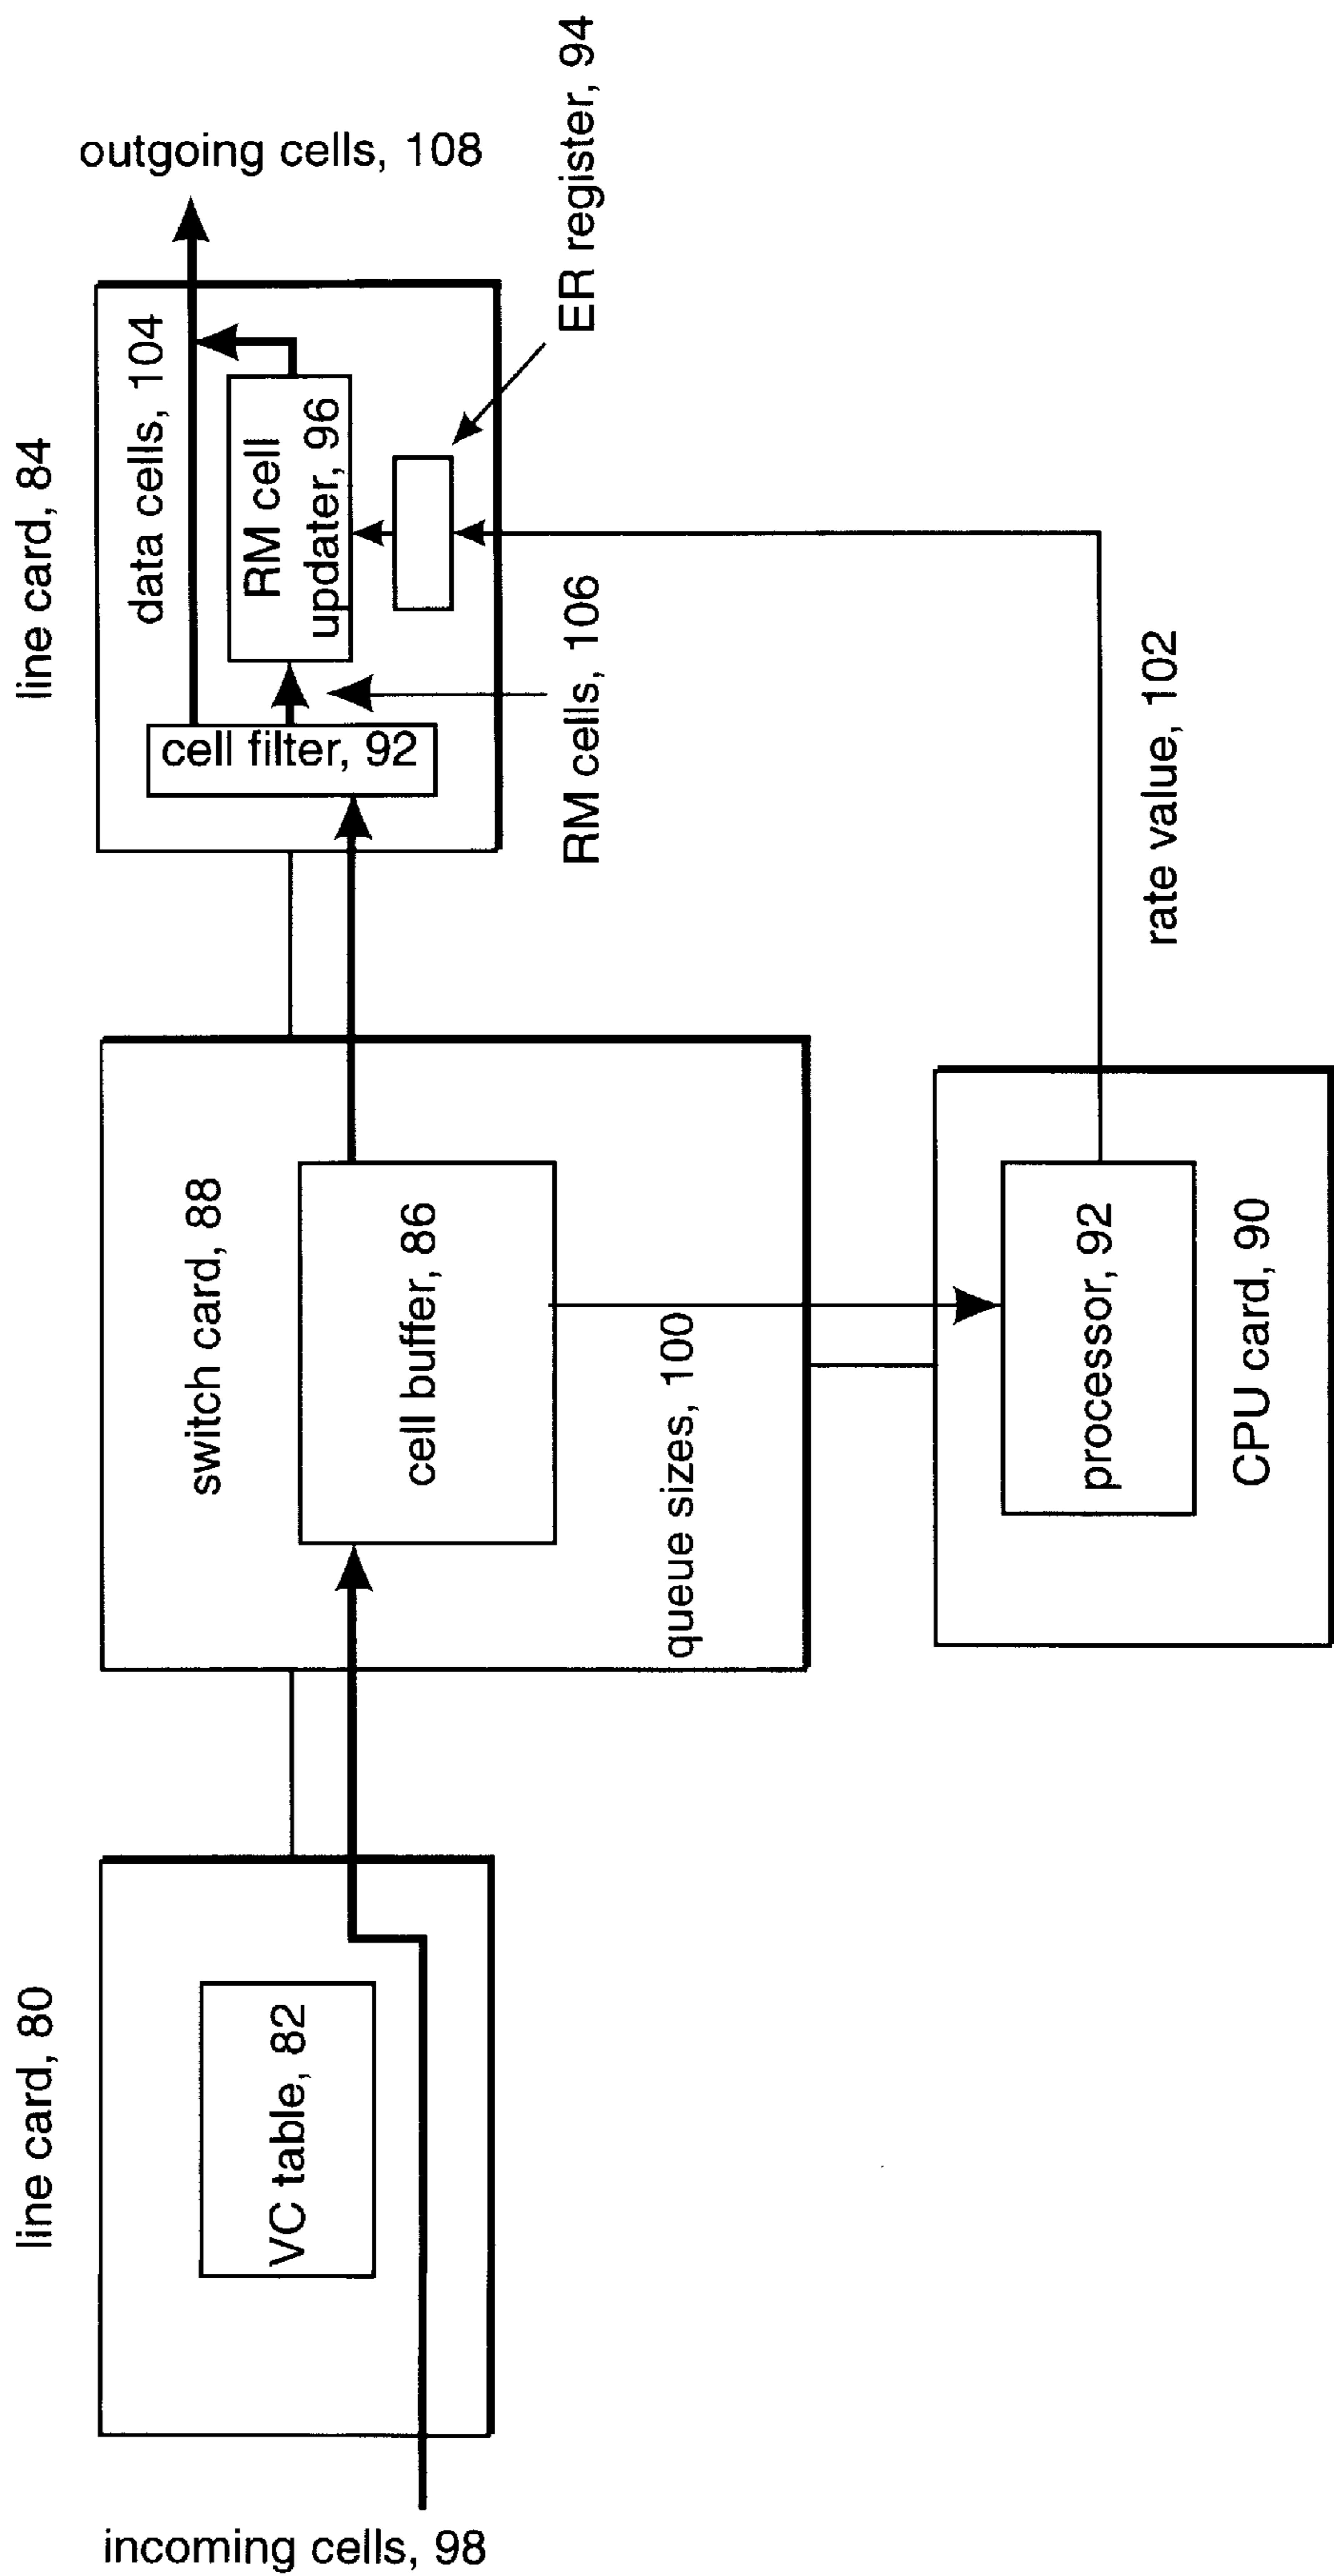 line card, 80
VC table, 82
incoming cells, 98
switch card, 88
cell buffer, 86
queue sizes, 100
processor, 92
CPU card, 90
line card, 84
data cells, 104
RM cell
updater, 96
cell filter, 92
RM cells, 106
ER register, 94
outgoing cells, 108
rate value, 102